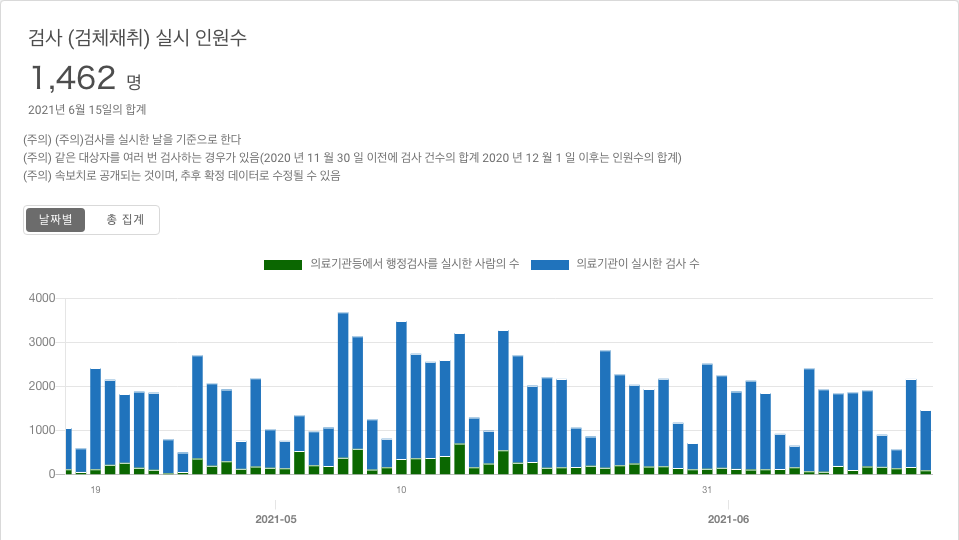 검사 (검체채취) 실시 인원수
1,462 명
2021년 6월 15일의 합계
(주의) (주의)검사를 실시한 날을 기준으로 한다
(주의) 같은 대상자를 여러 번 검사하는 경우가 있음(2020 년 11 월 30 일 이전에 검사 건수의 합계 2020 년 12 월 1 일 이후는 인원수의 합계)
(주의) 속보치로 공개되는 것이며, 추후 확정 데이터로 수정될 수 있음
날짜별 총 집계
의료기관등에서 행정검사를 실시한 사람의 수 의료기관이 실시한 검사 수
4000
3000
2000
1000
0
19 10 31
2021-05 2021-06